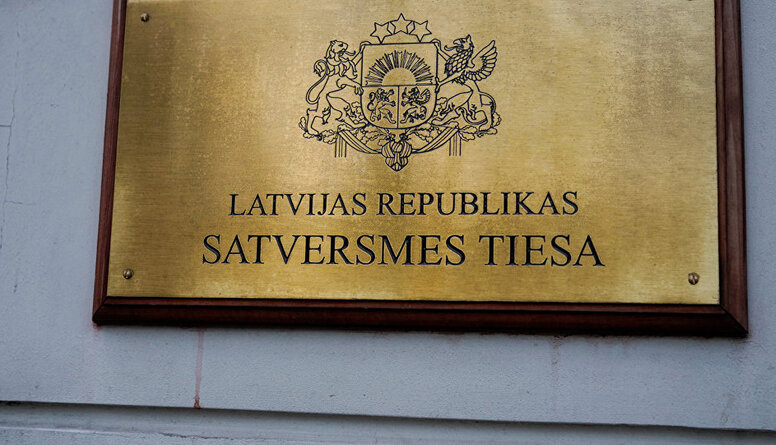 LATVIJAS REPUBLIKAS
SATVERSMES TIESA